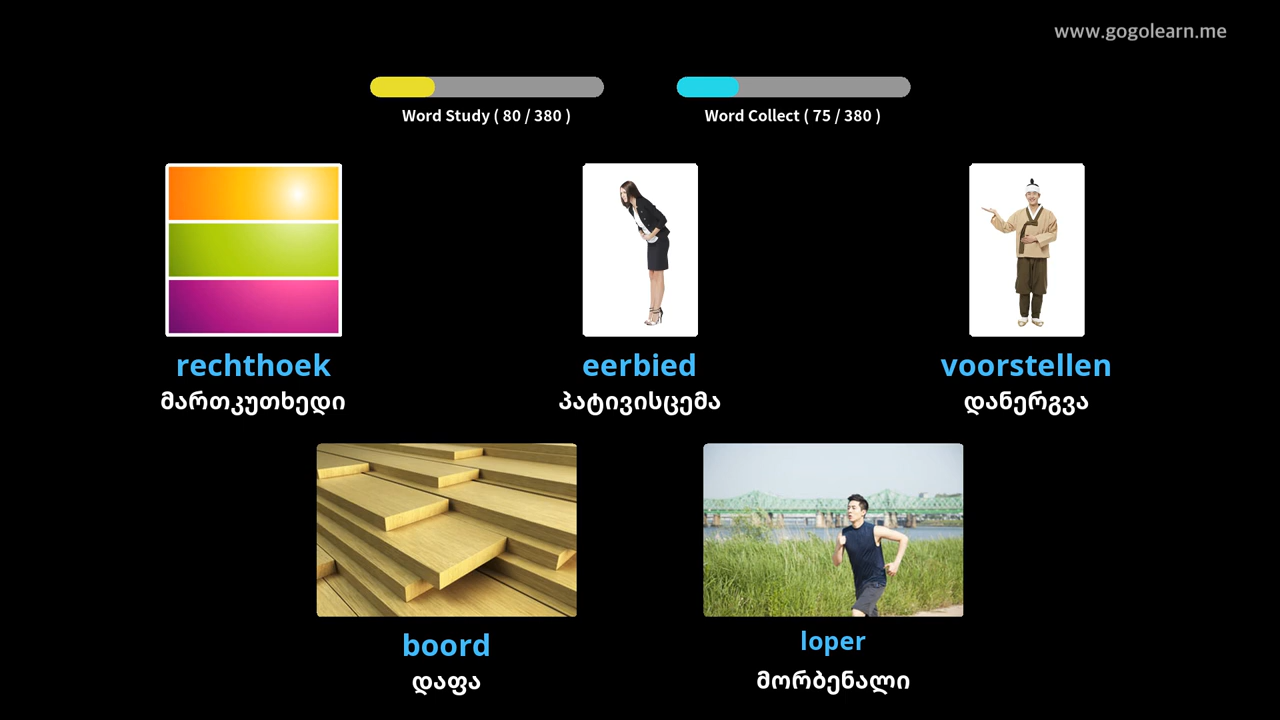 www.gogolearn.me
Word Study ( 80 / 380 )
Word Collect ( 75 / 380 )
rechthoek
მართკუთხედი
eerbied
პატივისცემა
voorstellen
დანერგვა
boord
დაფა
loper
მორბენალი